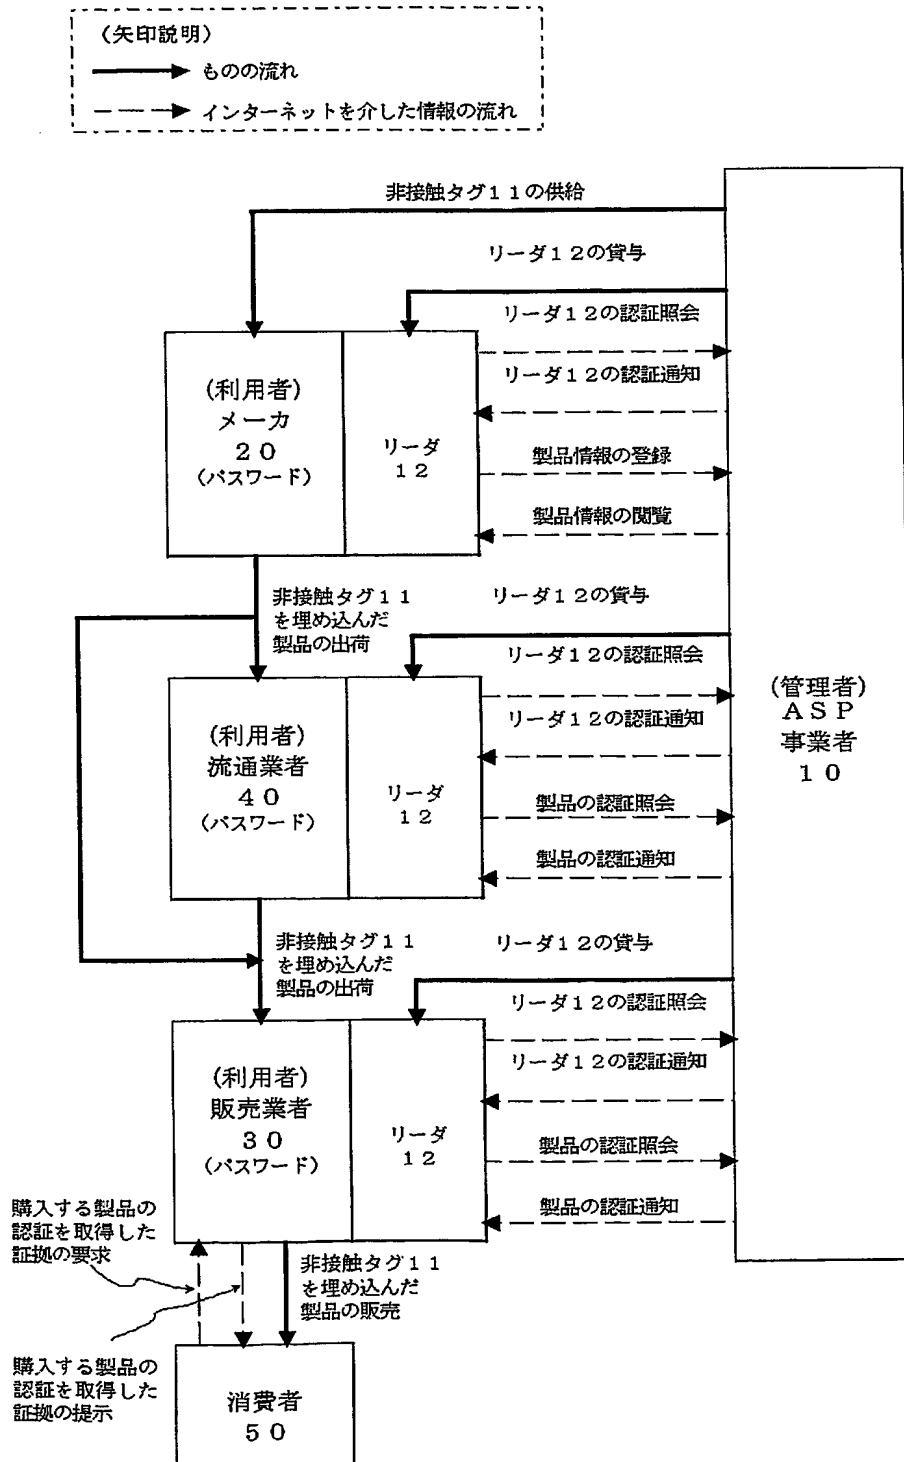 （矢印説明）
ものの流れ
インターネットを介した情報の流れ
非接触タグ１１の供給
リーダ１２の貸与
リーダ１２の認証照会
リーダ１２の認証通知
製品情報の登録
製品情報の閲覧
(利用者)
メーカ
２０
(パスワード)
リーダ
１２
非接触タグ１１
を埋め込んだ
製品の出荷
リーダ１２の貸与
リーダ１２の認証照会
リーダ１２の認証通知
製品の認証照会
製品の認証通知
(利用者)
流通業者
４０
(パスワード)
リーダ
１２
(管理者)
ＡＳＰ
事業者
１０
非接触タグ１１
を埋め込んだ
製品の出荷
リーダ１２の貸与
リーダ１２の認証照会
リーダ１２の認証通知
製品の認証照会
製品の認証通知
(利用者)
販売業者
３０
(パスワード)
リーダ
１２
購入する製品の
認証を取得した
証拠の要求
非接触タグ１１
を埋め込んだ
製品の販売
購入する製品の
認証を取得した
証拠の提示
消費者
５０